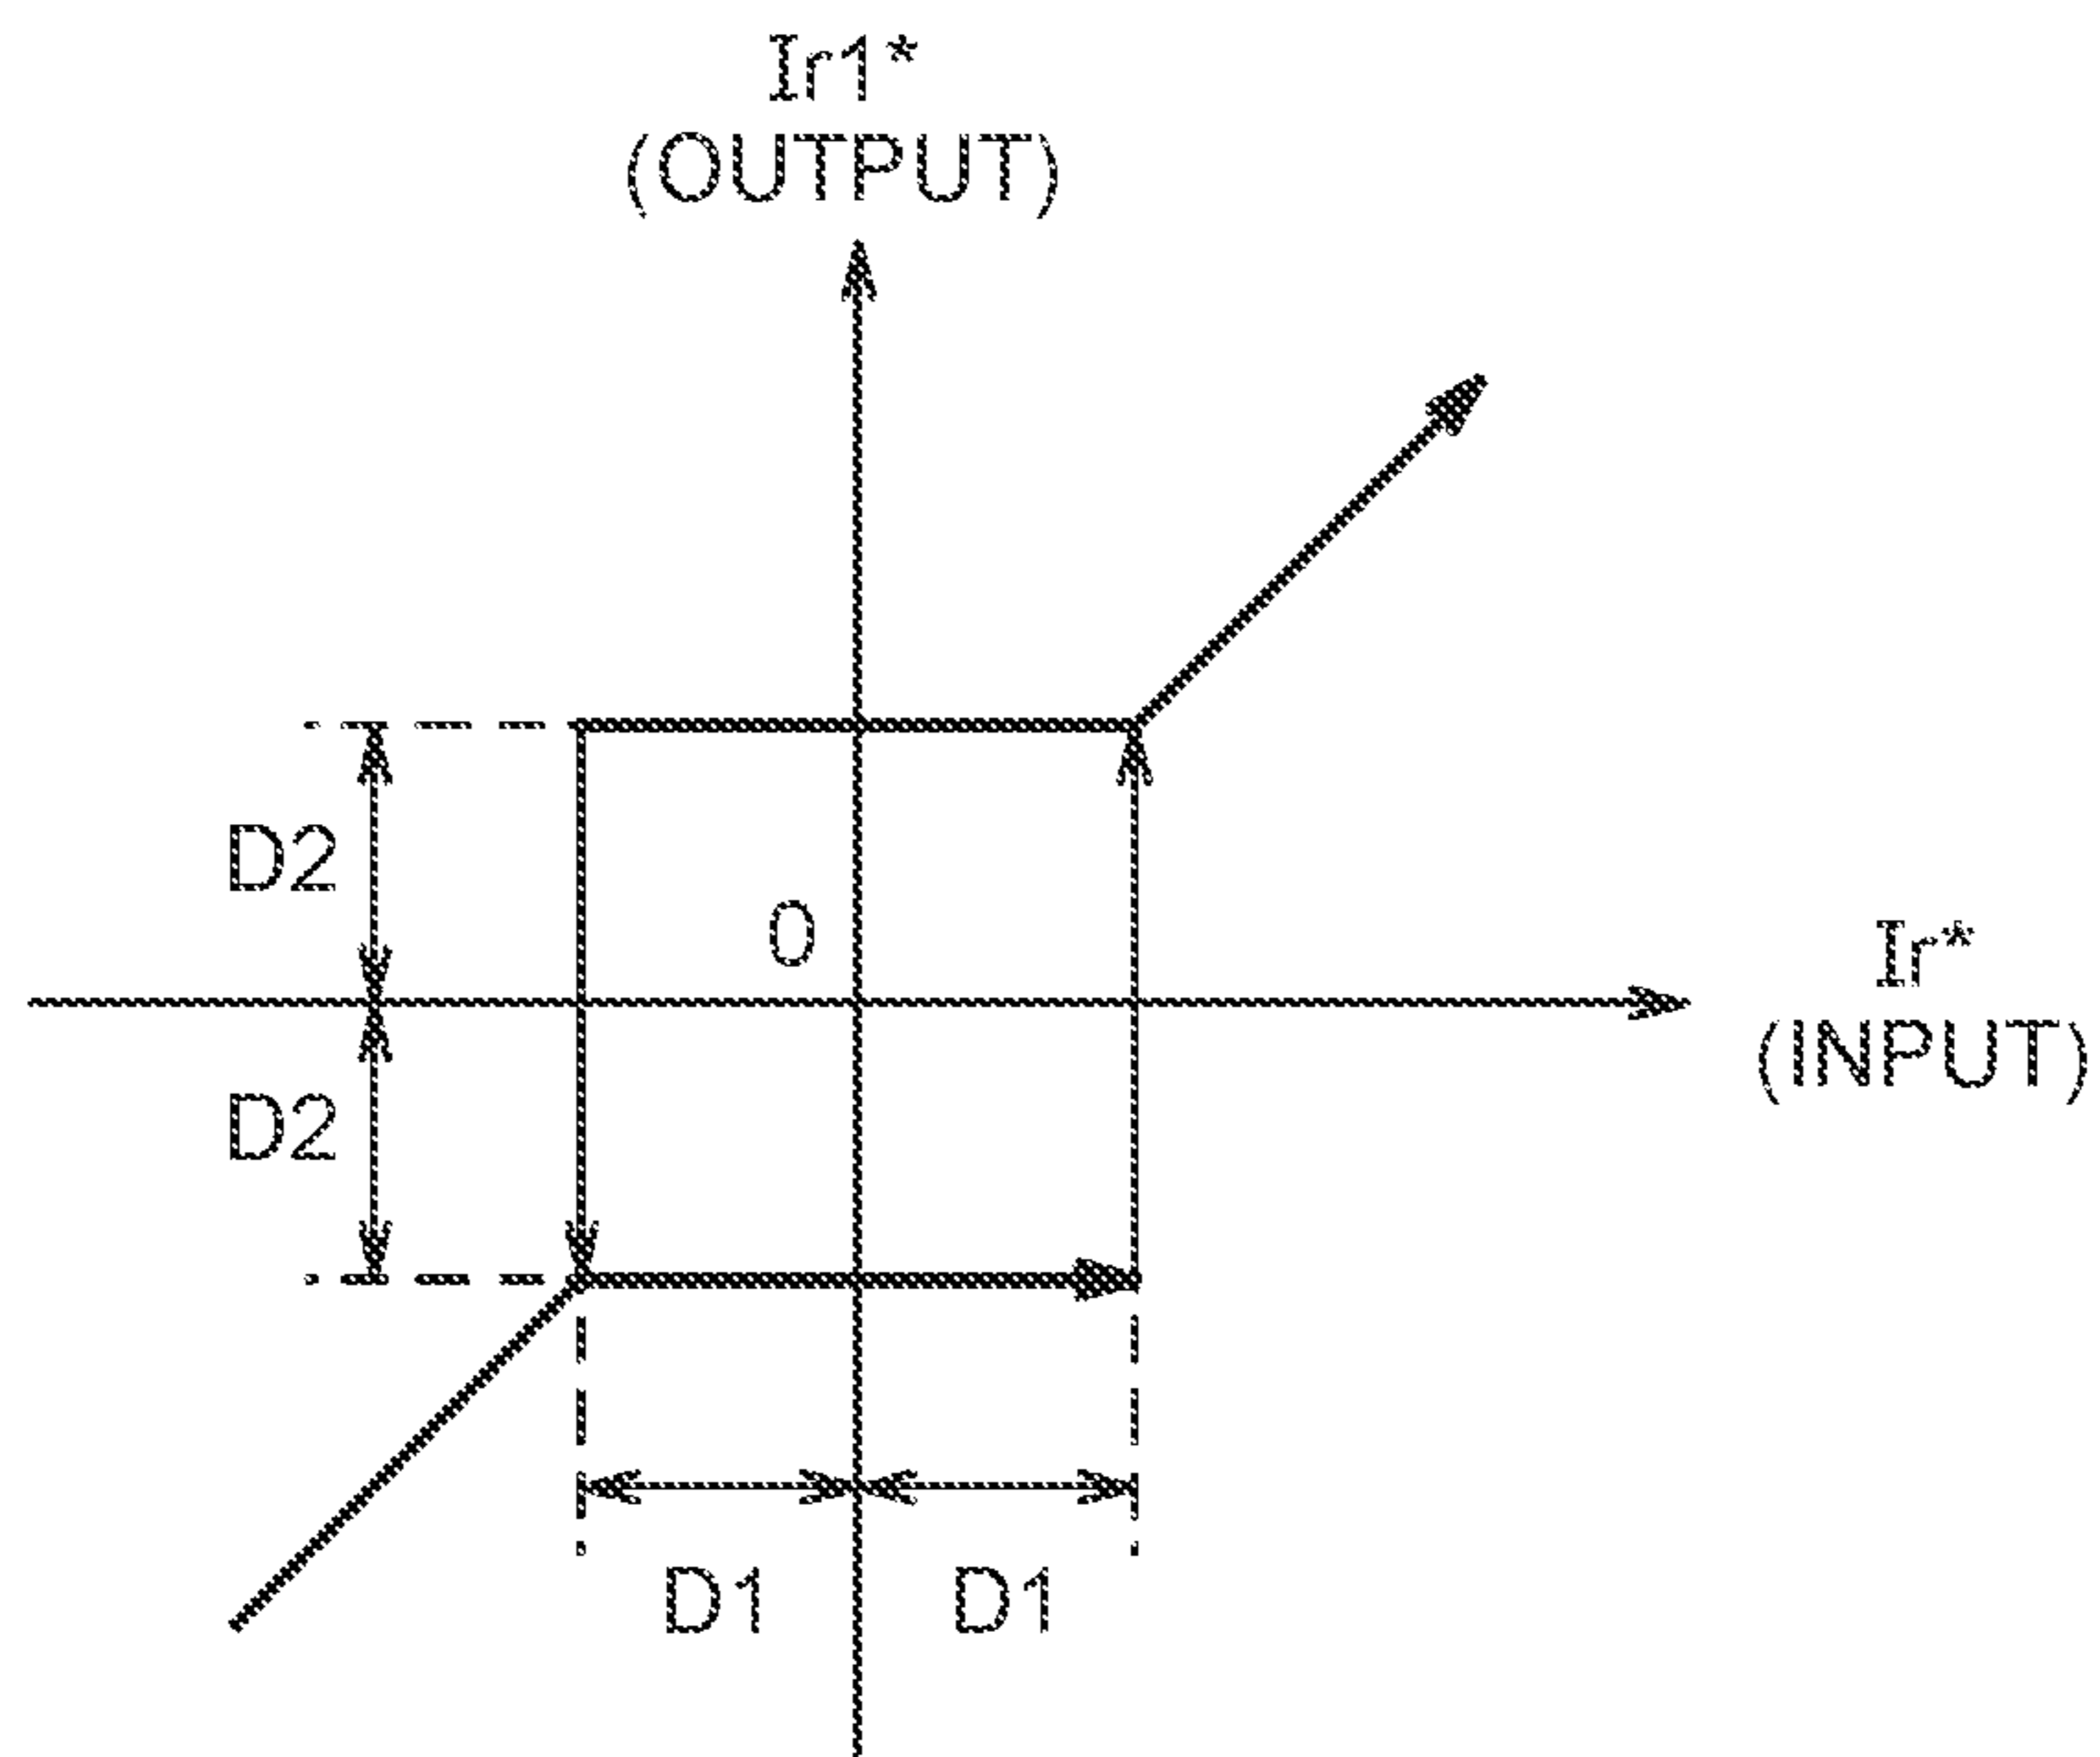 Ir1*
(OUTPUT)
D2
0
Ir*
(INPUT)
D2
D1
D1